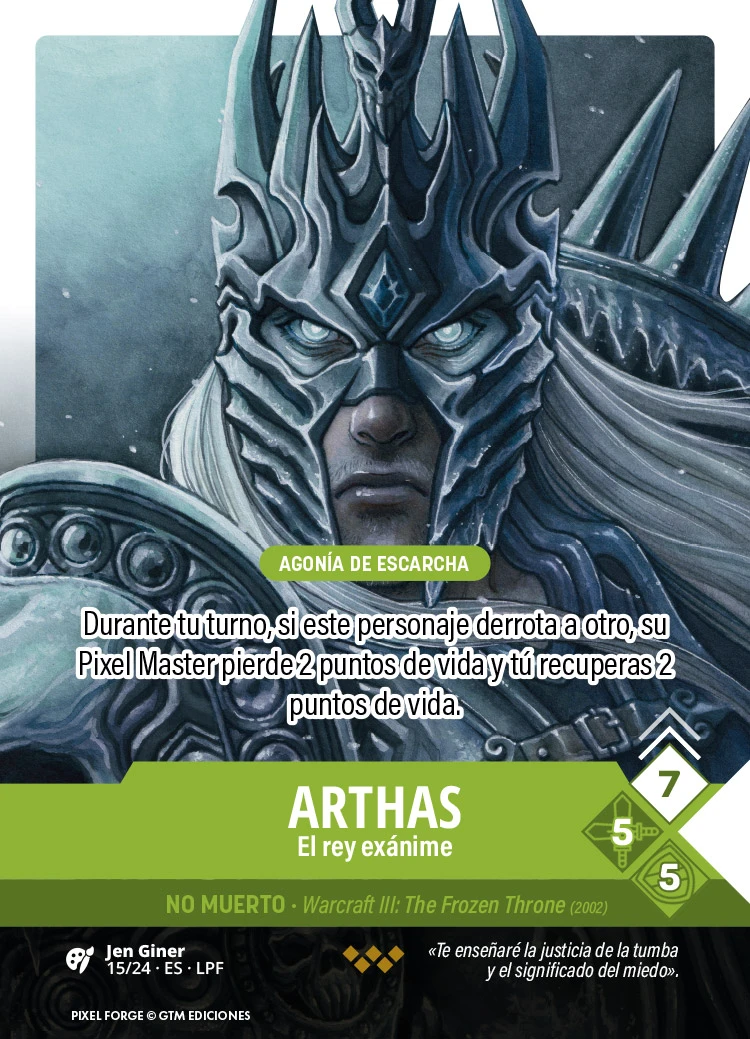 AGONÍA DE ESCARCHA
Durante tu turno, si este personaje derrota a otro, su
Pixel Master pierde 2 puntos de vida y tú recuperas 2
puntos de vida.
7
ARTHAS
5
El rey exánime
5
NO MUERTO · Warcraft III: The Frozen Throne (2002)
Jen Giner
15/24 · ES · LPF
«Te enseñaré la justicia de la tumba
y el significado del miedo».
PIXEL FORGE © GTM EDICIONES